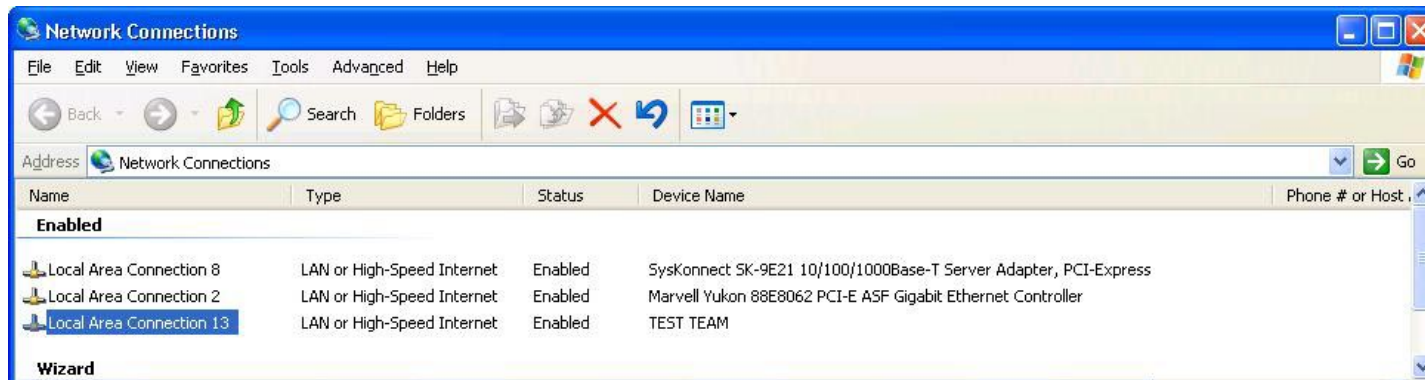 Network Connections
File Edit View Favorites Tools Advanced Help
Back Search Folders
Address Network Connections Go
Name Type Status Device Name Phone # or Host
Enabled
Local Area Connection 8 LAN or High-Speed Internet Enabled SysKonnect SK-9E21 10/100/1000Base-T Server Adapter, PCI-Express
Local Area Connection 2 LAN or High-Speed Internet Enabled Marvell Yukon 88E8062 PCI-E ASF Gigabit Ethernet Controller
Local Area Connection 13 LAN or High-Speed Internet Enabled TEST TEAM
Wizard